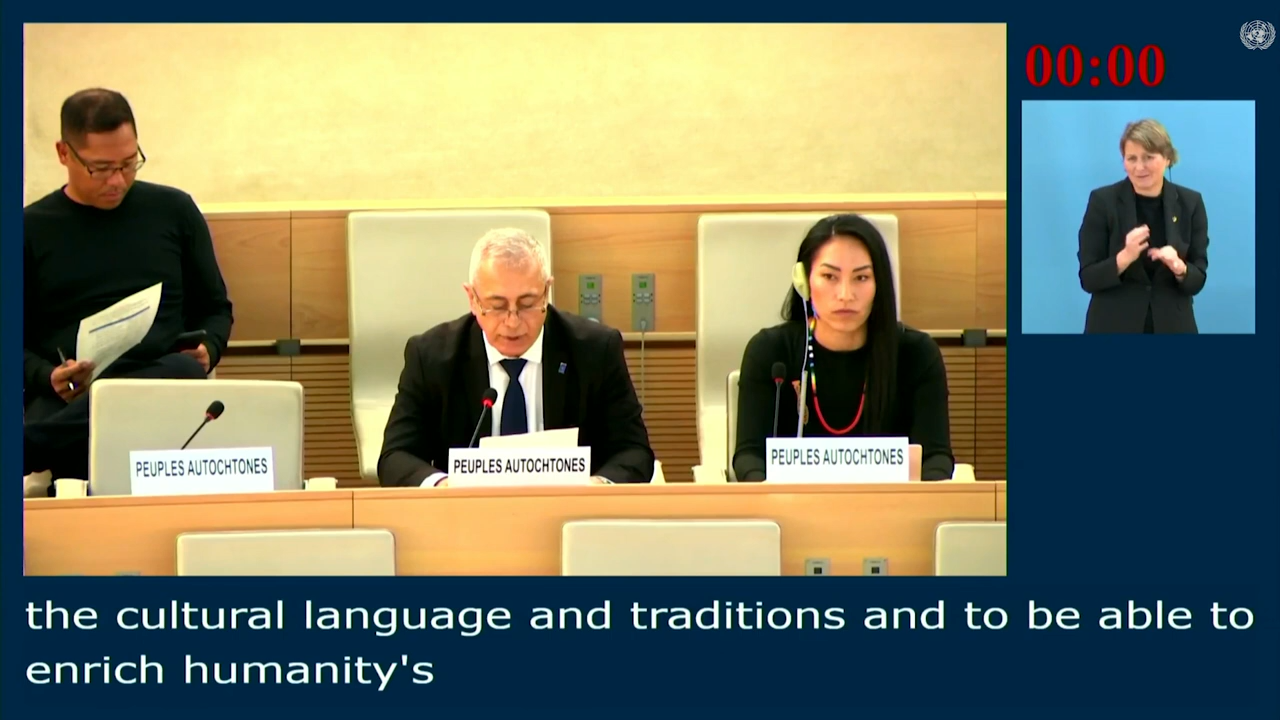 00:00
PEUPLES AUTOCHTONES
PEUPLES AUTOCHTONES
PEUPLES AUTOCHTONES
the cultural language and traditions and to be able to
enrich humanity's